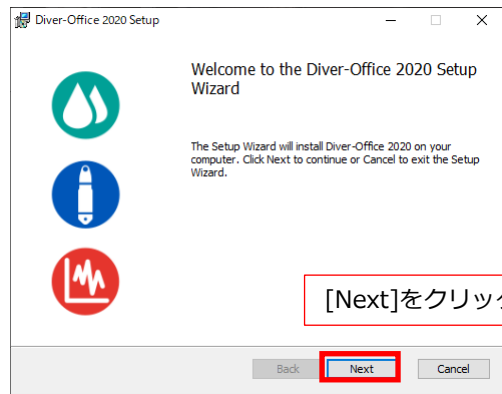 Diver-Office 2020 Setup
Welcome to the Diver-Office 2020 Setup
Wizard
The Setup Wizard will install Diver-Office 2020 on your
computer. Click Next to continue or Cancel to exit the Setup
Wizard.
[Next]をクリック
Back
Next
Cancel